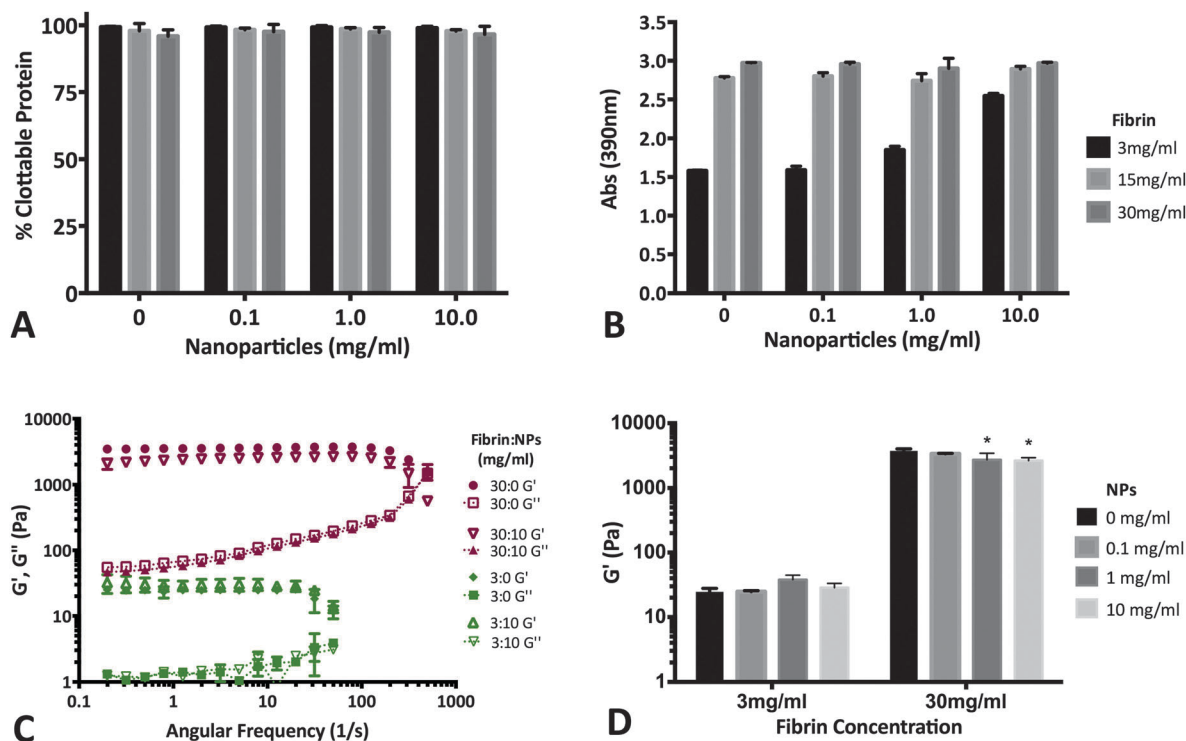 % Clottable Protein
100
75
50
25
0
0
0.1
1.0
10.0
Nanoparticles (mg/ml)
A
Abs (390nm)
3.5
3.0
2.5
2.0
1.5
1.0
0.5
0.0
0
0.1
1.0
10.0
Nanoparticles (mg/ml)
B
Fibrin
3mg/ml
15mg/ml
30mg/ml
G', G'' (Pa)
10000
1000
100
10
1
0.1
1
10
100
1000
Angular Frequency (1/s)
C
Fibrin:NPs
(mg/ml)
30:0 G'
30:0 G''
30:10 G'
30:10 G''
3:0 G'
3:0 G''
3:10 G'
3:10 G''
G' (Pa)
10000
1000
100
10
1
* *
3mg/ml
30mg/ml
Fibrin Concentration
D
NPs
0 mg/ml
0.1 mg/ml
1 mg/ml
10 mg/ml